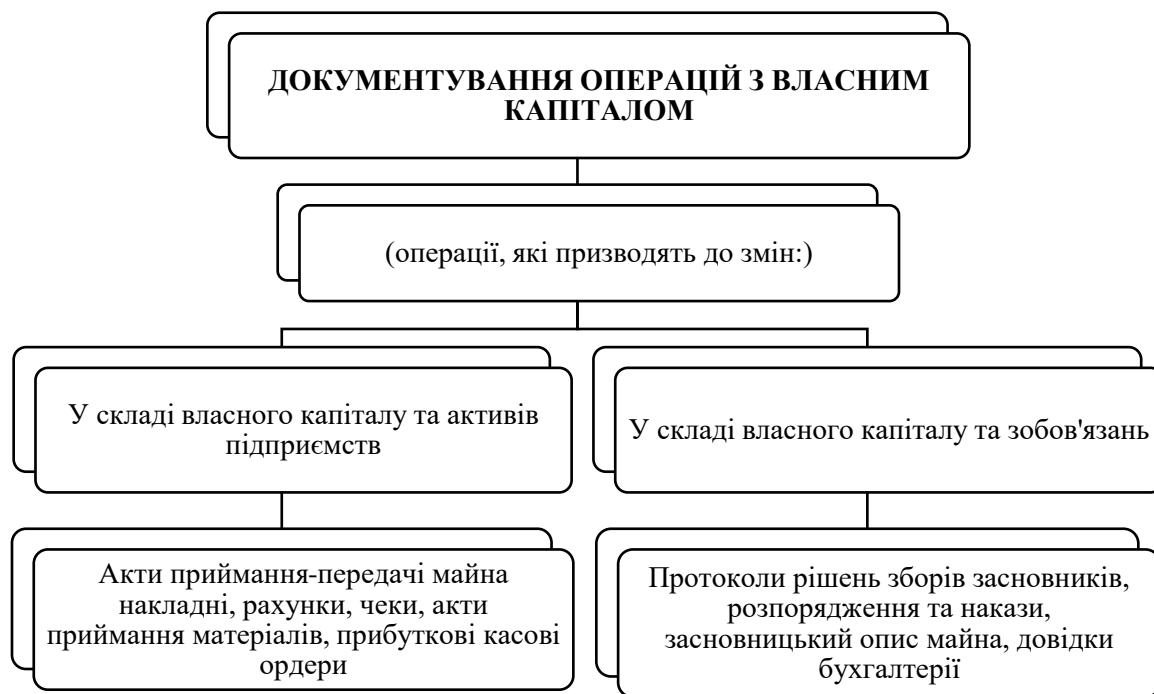 ДОКУМЕНТУВАННЯ ОПЕРАЦІЙ З ВЛАСНИМ
КАПІТАЛОМ
(операції, які призводять до змін:)
У складі власного капіталу та активів
підприємств
У складі власного капіталу та зобов'язань
Акти приймання-передачі майна
накладні, рахунки, чеки, акти
приймання матеріалів, прибуткові касові
ордери
Протоколи рішень зборів засновників,
розпорядження та накази,
засновницький опис майна, довідки
бухгалтерії